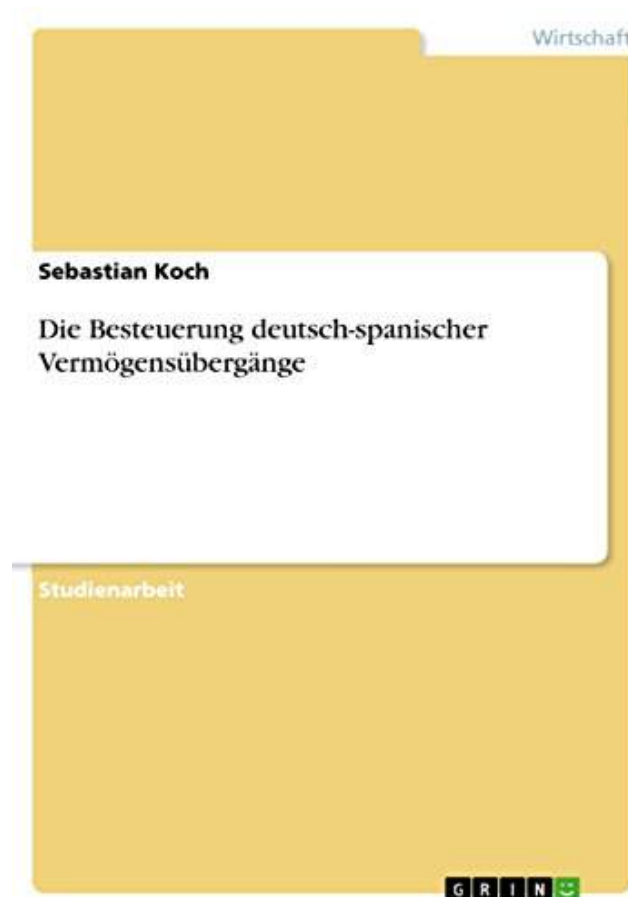 Wirtschaft
Sebastian Koch
Die Besteuerung deutsch-spanischer
Vermögensübergänge
Studienarbeit
GRIN